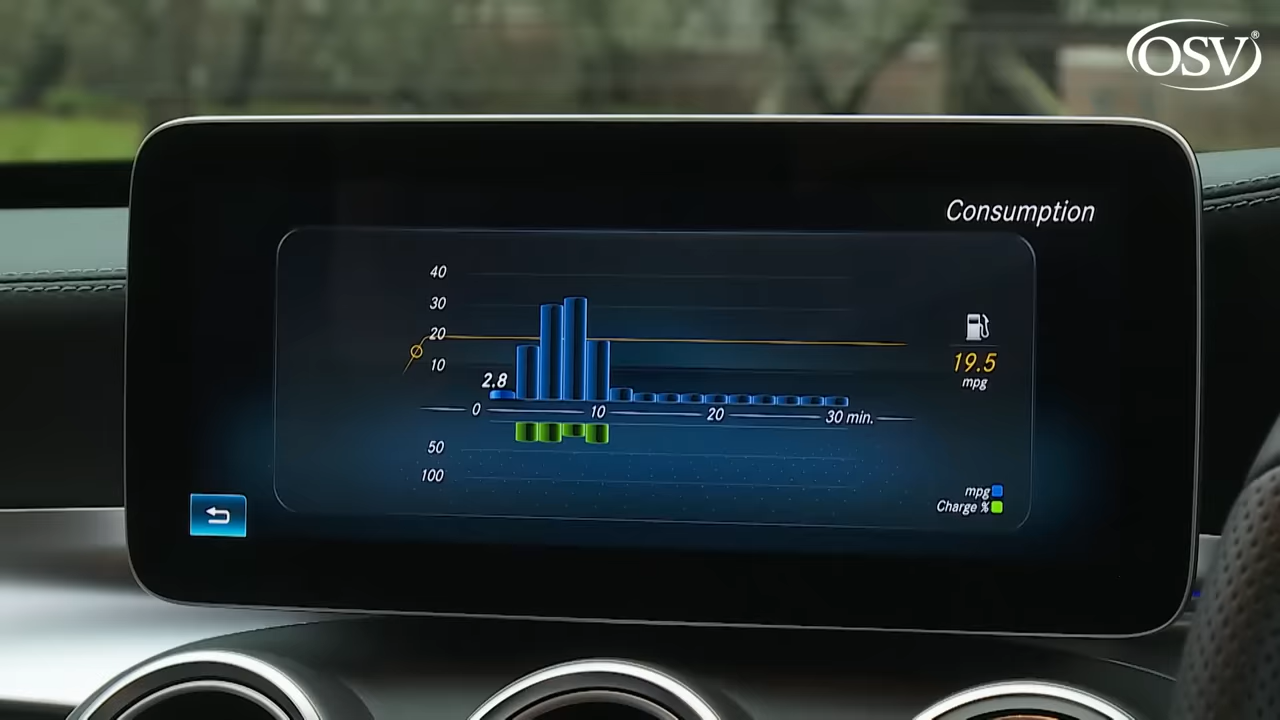 OSV®
Consumption
40
30
20
10
2.8
0 10 20 30 min.
50
100
19.5
mpg
mpg
Charge %